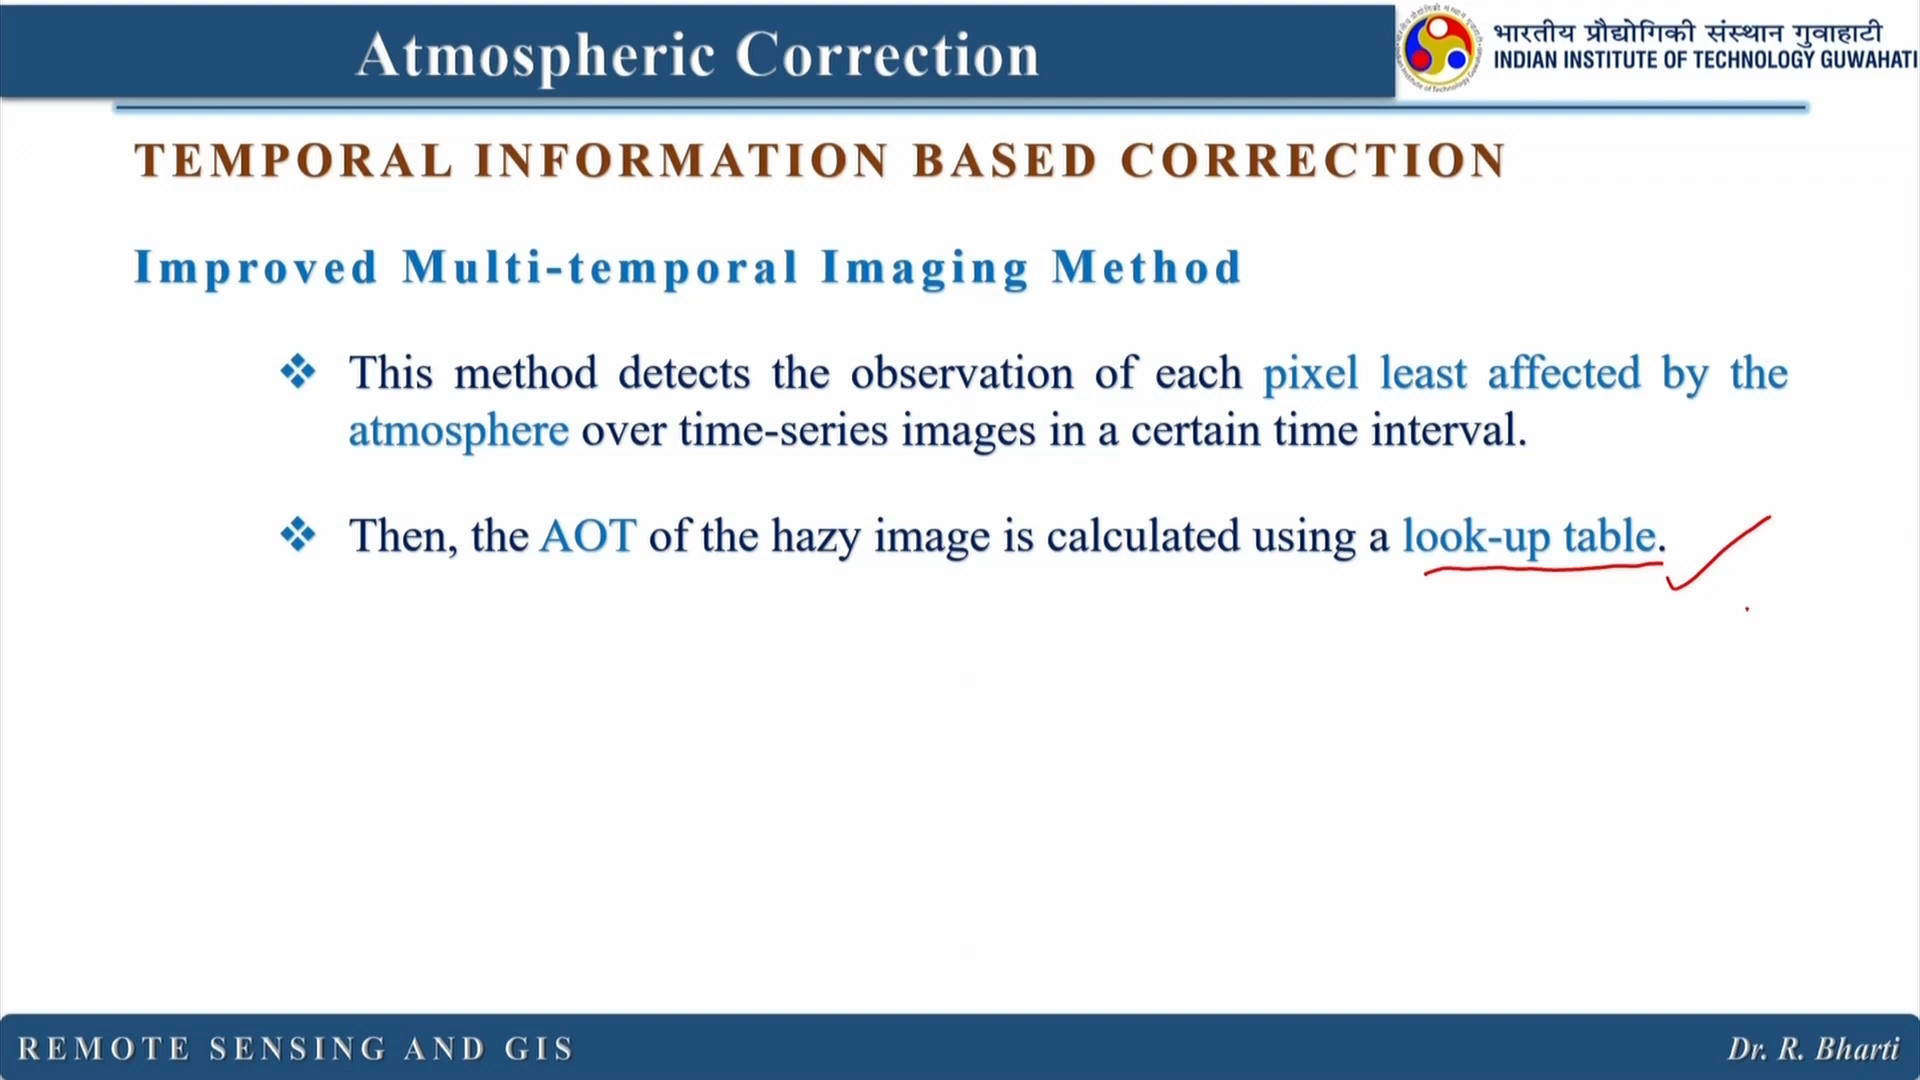 Atmospheric Correction
भारतीय प्रौद्योगिकी संस्थान गुवाहाटी
INDIAN INSTITUTE OF TECHNOLOGY GUWAHATI
TEMPORAL INFORMATION BASED CORRECTION
Improved Multi-temporal Imaging Method
This method detects the observation of each pixel least affected by the
atmosphere over time-series images in a certain time interval.
Then, the AOT of the hazy image is calculated using a look-up table.
REMOTE SENSING AND GIS
Dr. R. Bharti